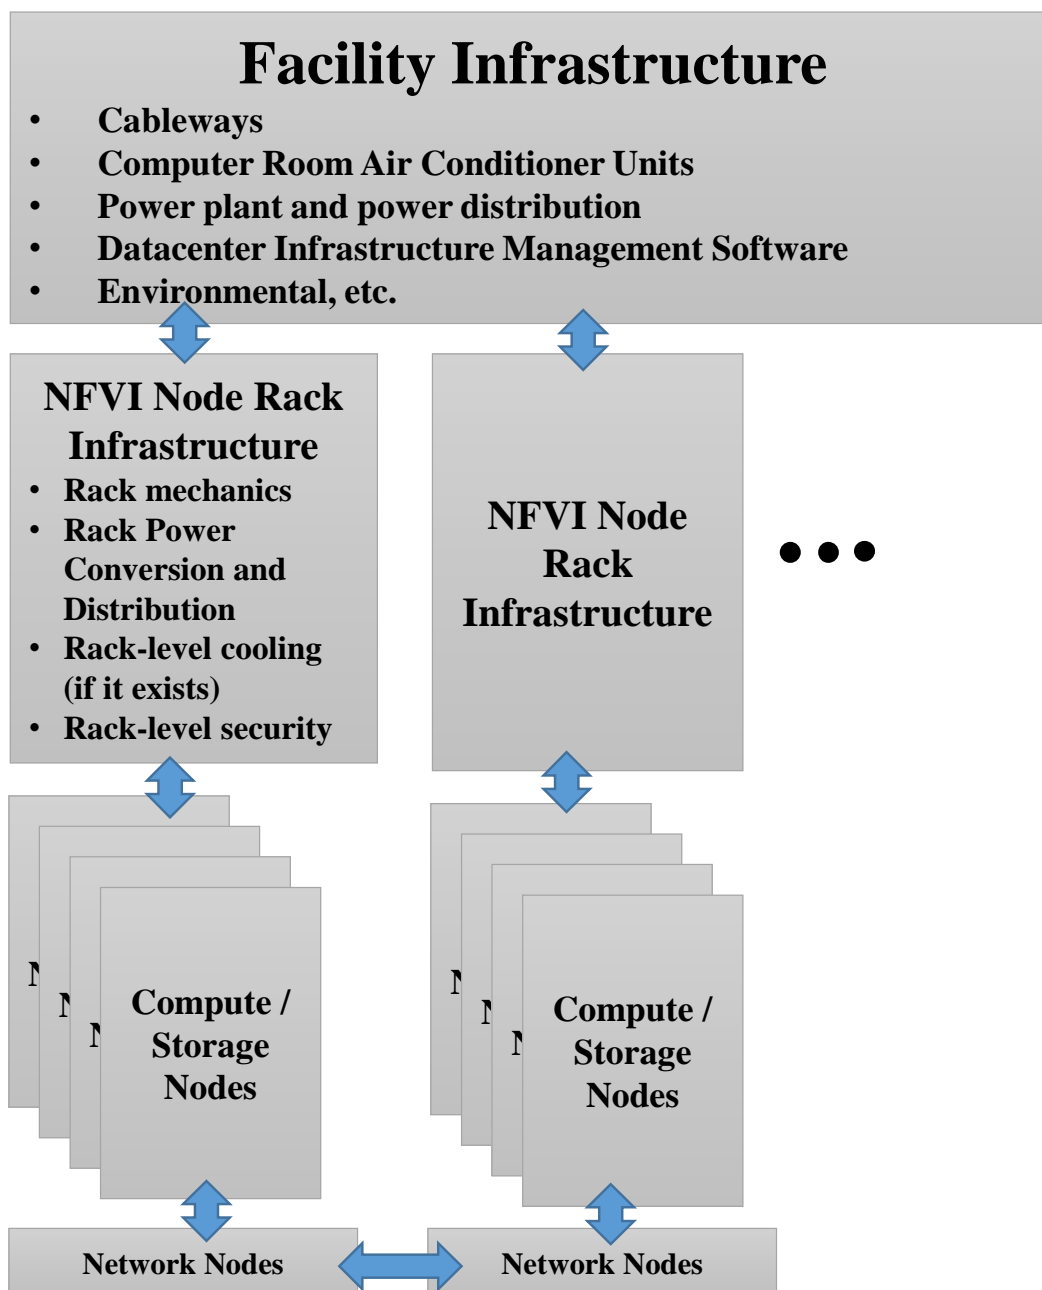 Facility Infrastructure
• Cableways
• Computer Room Air Conditioner Units
• Power plant and power distribution
• Datacenter Infrastructure Management Software
• Environmental, etc.
NFVI Node Rack
Infrastructure
• Rack mechanics
• Rack Power
Conversion and
Distribution
• Rack-level cooling
(if it exists)
• Rack-level security
NFVI Node
Rack
Infrastructure
N
N
N
Compute /
Storage
Nodes
N
N
N
Compute /
Storage
Nodes
Network Nodes
Network Nodes